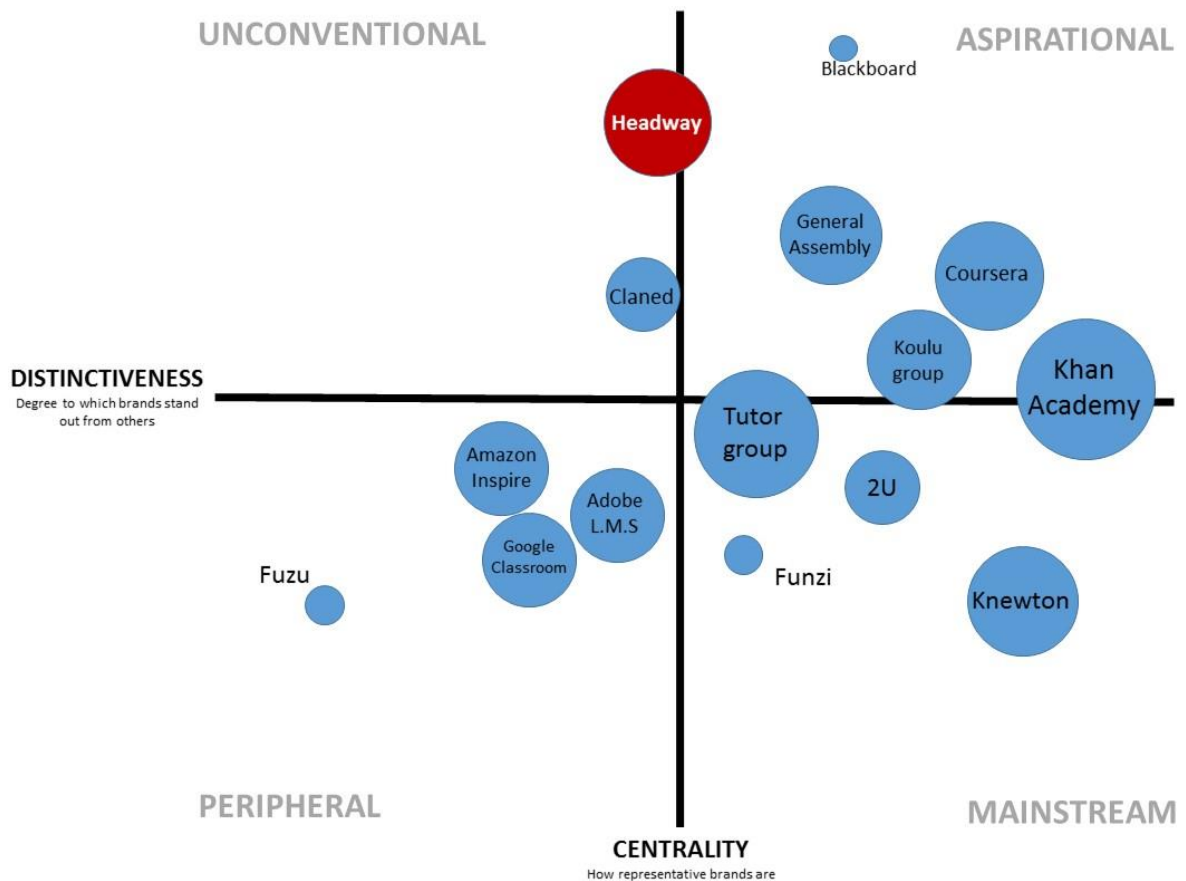 UNCONVENTIONAL
ASPIRATIONAL
Blackboard
Headway
General
Assembly
Coursera
Claned
Koulu
group
Khan
Academy
DISTINCTIVENESS
Degree to which brands stand
out from others
Tutor
group
Amazon
Inspire
2U
Adobe
L.M.S
Google
Classroom
Fuzu
Funzi
Knewton
PERIPHERAL
MAINSTREAM
CENTRALITY
How representative brands are